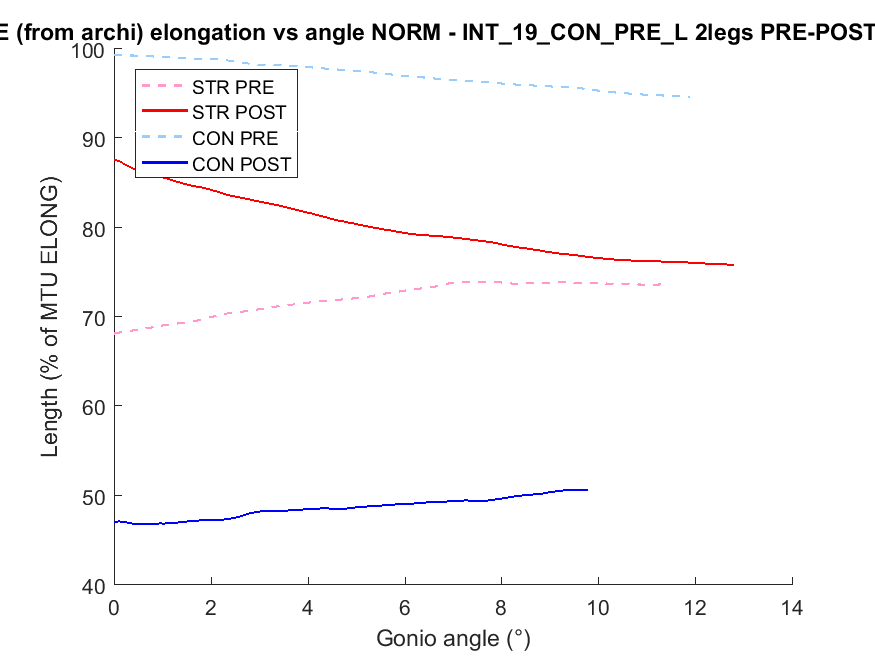 E (from archi) elongation vs angle NORM - INT_19_CON_PRE_L 2legs PRE-POST
100
90
80
70
60
50
40
STR PRE
STR POST
CON PRE
CON POST
Length (% of MTU ELONG)
0 2 4 6 8 10 12 14
Gonio angle (°)